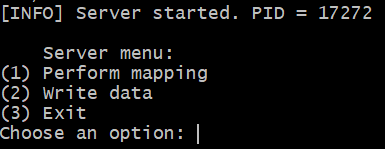 [INFO] Server started. PID = 17272
Server menu:
(1) Perform mapping
(2) Write data
(3) Exit
Choose an option: